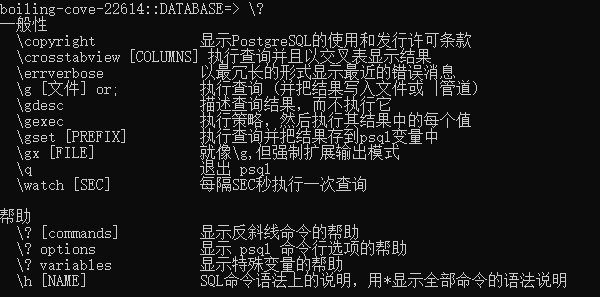 boiling-cove-22614::DATABASE=> \?
一般性
\copyright 显示PostgreSQL的使用和发行许可条款
\crosstabview [COLUMNS] 执行查询并且以交叉表显示结果
\errverbose 以最冗长的形式显示最近的错误消息
\g [文件] or; 执行查询 (并把结果写入文件或 |管道)
\gdesc 描述查询结果，而不执行它
\gexec 执行策略，然后执行其结果中的每个值
\gset [PREFIX] 执行查询并把结果存到psql变量中
\gx [FILE] 就像\g,但强制扩展输出模式
\q 退出 psql
\watch [SEC] 每隔SEC秒执行一次查询
帮助
\? [commands] 显示反斜线命令的帮助
\? options 显示 psql 命令行选项的帮助
\? variables 显示特殊变量的帮助
\h [NAME] SQL命令语法上的说明，用*显示全部命令的语法说明